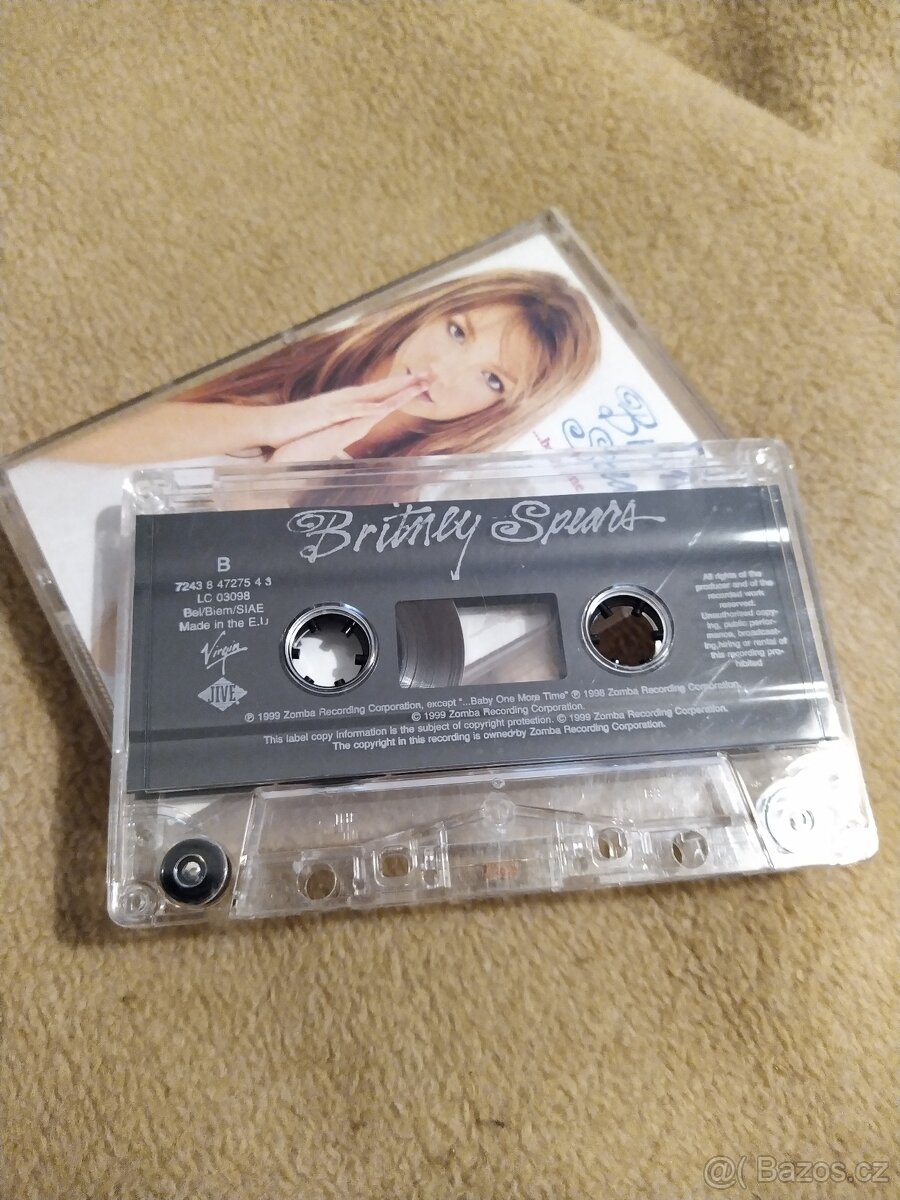 Britney Spears
B
7243 8 47275 4 3
LC 03098
Bel/Biem/SIAE
Made in the E.U
Virgin
JIVE
All rights of the
producer and of the
recorded work
reserved.
Unauthorized copy-
ing, public perfor-
mance, broadcast-
ing, hiring or rental of
this recording pro-
hibited
℗ 1999 Zomba Recording Corporation, except "...Baby One More Time" ℗ 1998 Zomba Recording Corporation.
© 1999 Zomba Recording Corporation.
This label copy information is the subject of copyright protection. © 1999 Zomba Recording Corporation.
The copyright in this recording is owned by Zomba Recording Corporation.
@( Bazos.cz